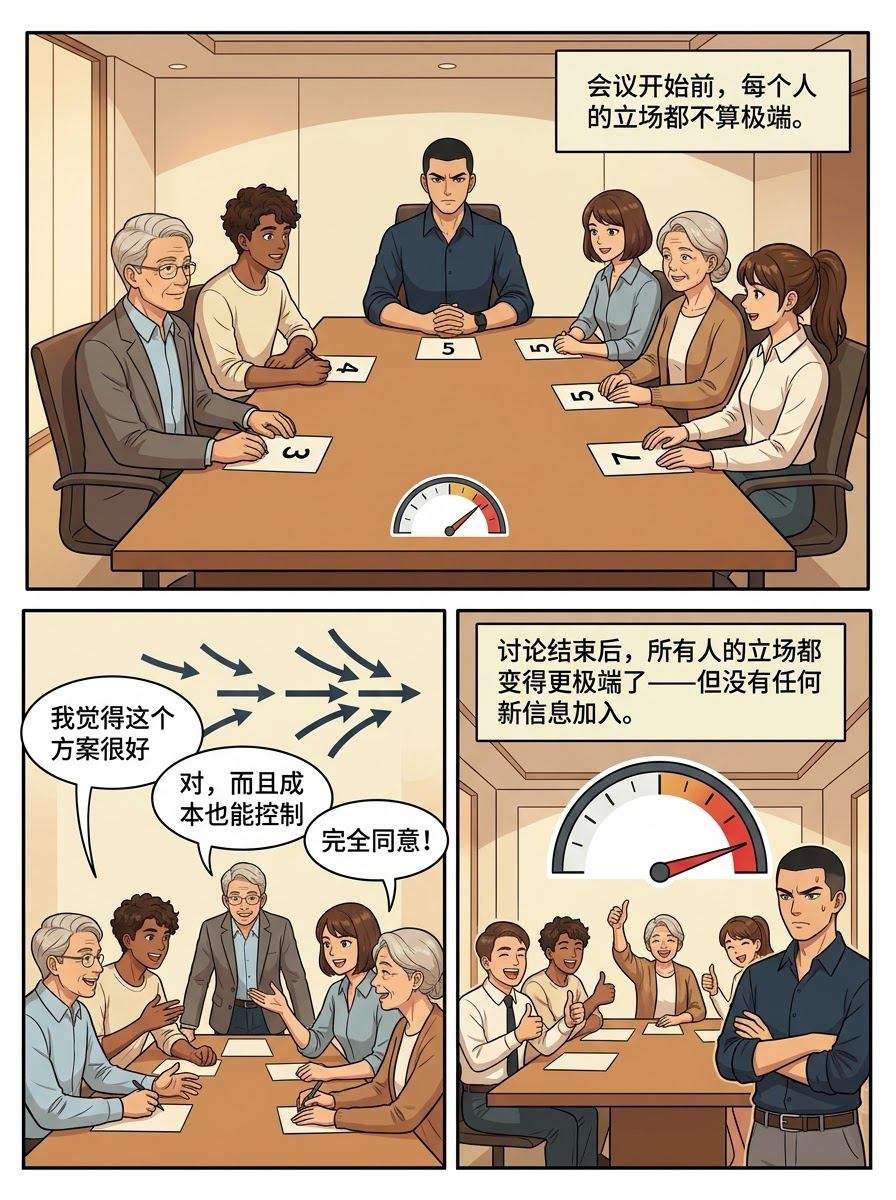 会议开始前，每个人
的立场都不算极端。
3
4
5
5
5
7
我觉得这个
方案很好
对，而且成
本也能控制
完全同意！
讨论结束后，所有人的立场都
变得更极端了——但没有任何
新信息加入。